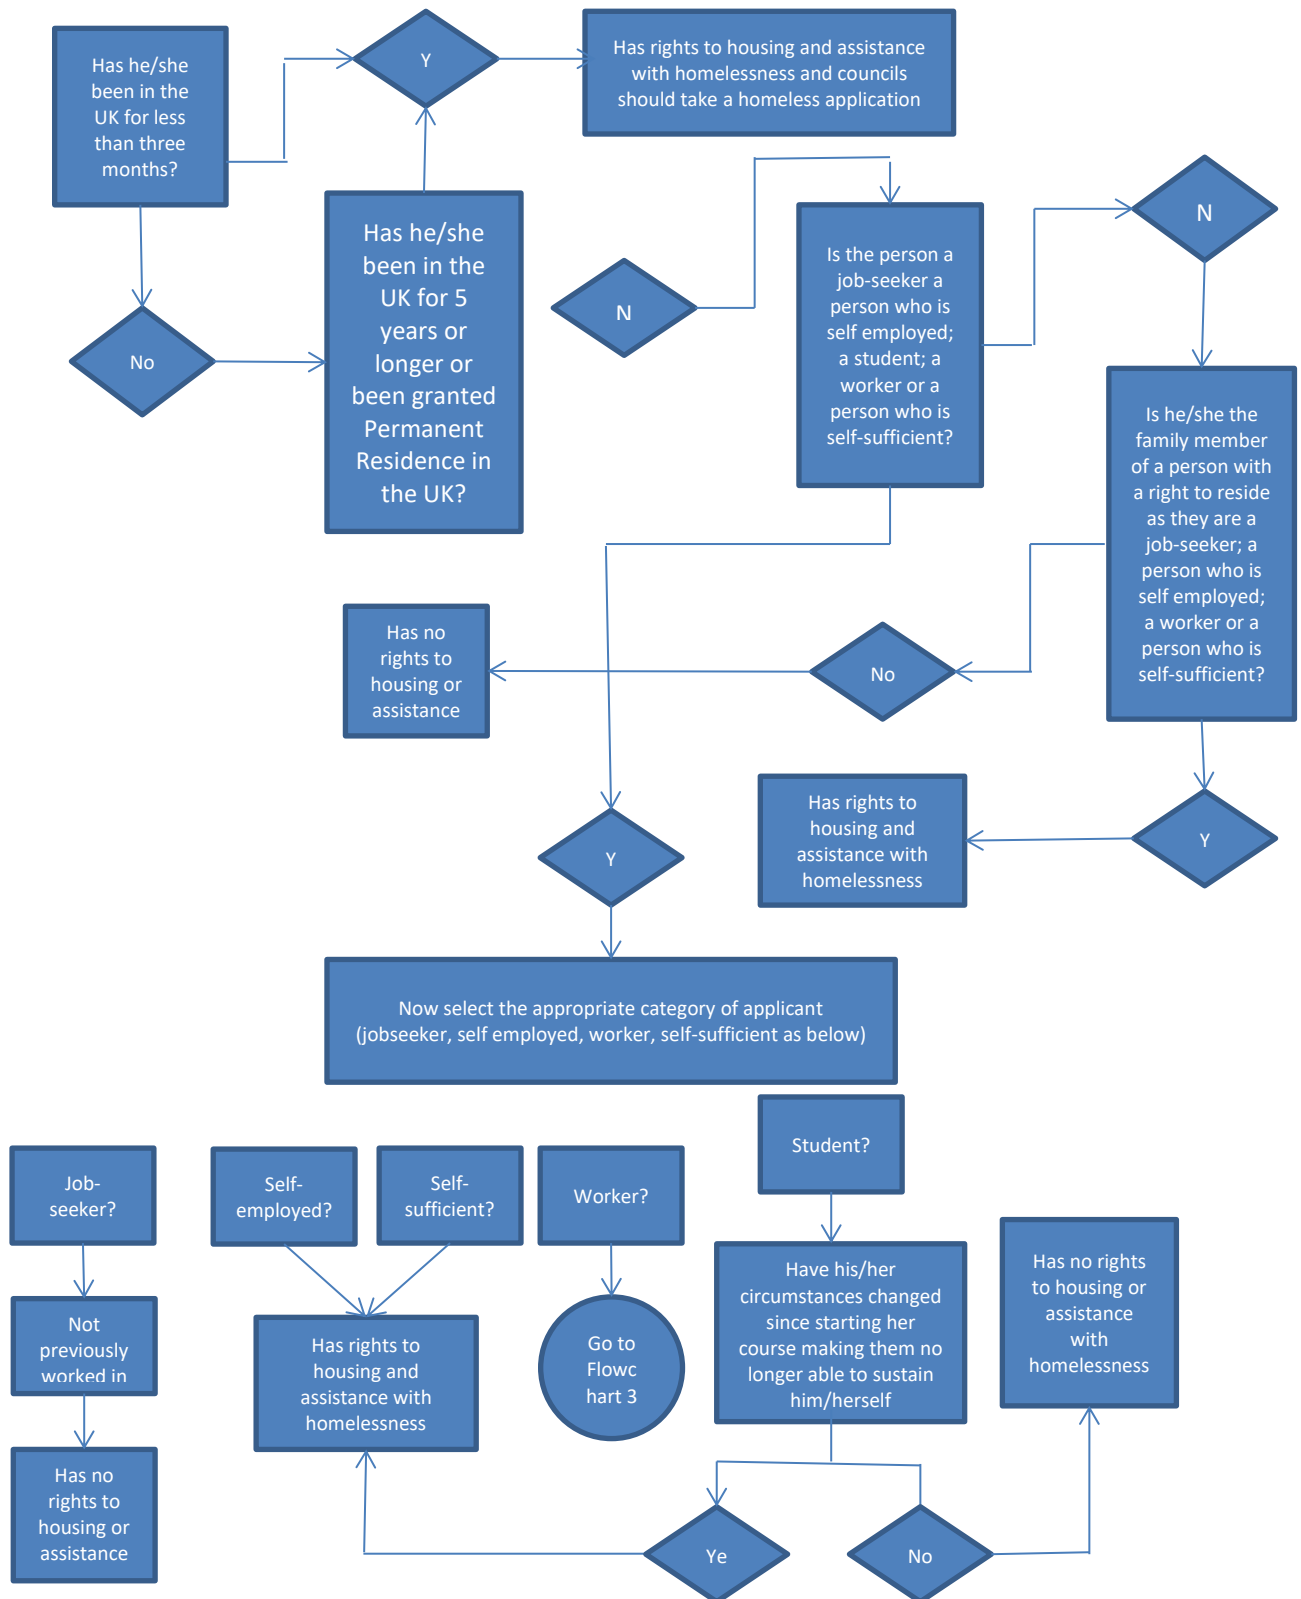 Has he/she
been in the
UK for less
than three
months?
Y
Has rights to housing and assistance
with homelessness and councils
should take a homeless application
No
Has he/she
been in the
UK for 5
years or
longer or
been granted
Permanent
Residence in
the UK?
N
Is the person a
job-seeker a
person who is
self employed;
a student; a
worker or a
person who is
self-sufficient?
N
Is he/she the
family member
of a person with
a right to reside
as they are a
job-seeker; a
person who is
self employed;
a worker or a
person who is
self-sufficient?
Has no
rights to
housing or
assistance
No
Has rights to
housing and
assistance with
homelessness
Y
Y
Now select the appropriate category of applicant
(jobseeker, self employed, worker, self-sufficient as below)
Job-
seeker?
Self-
employed?
Self-
sufficient?
Worker?
Student?
Not
previously
worked in
Has rights to
housing and
assistance with
homelessness
Go to
Flowc
hart 3
Have his/her
circumstances changed
since starting her
course making them no
longer able to sustain
him/herself
Has no rights
to housing or
assistance
with
homelessness
Has no
rights to
housing or
assistance
Ye
No